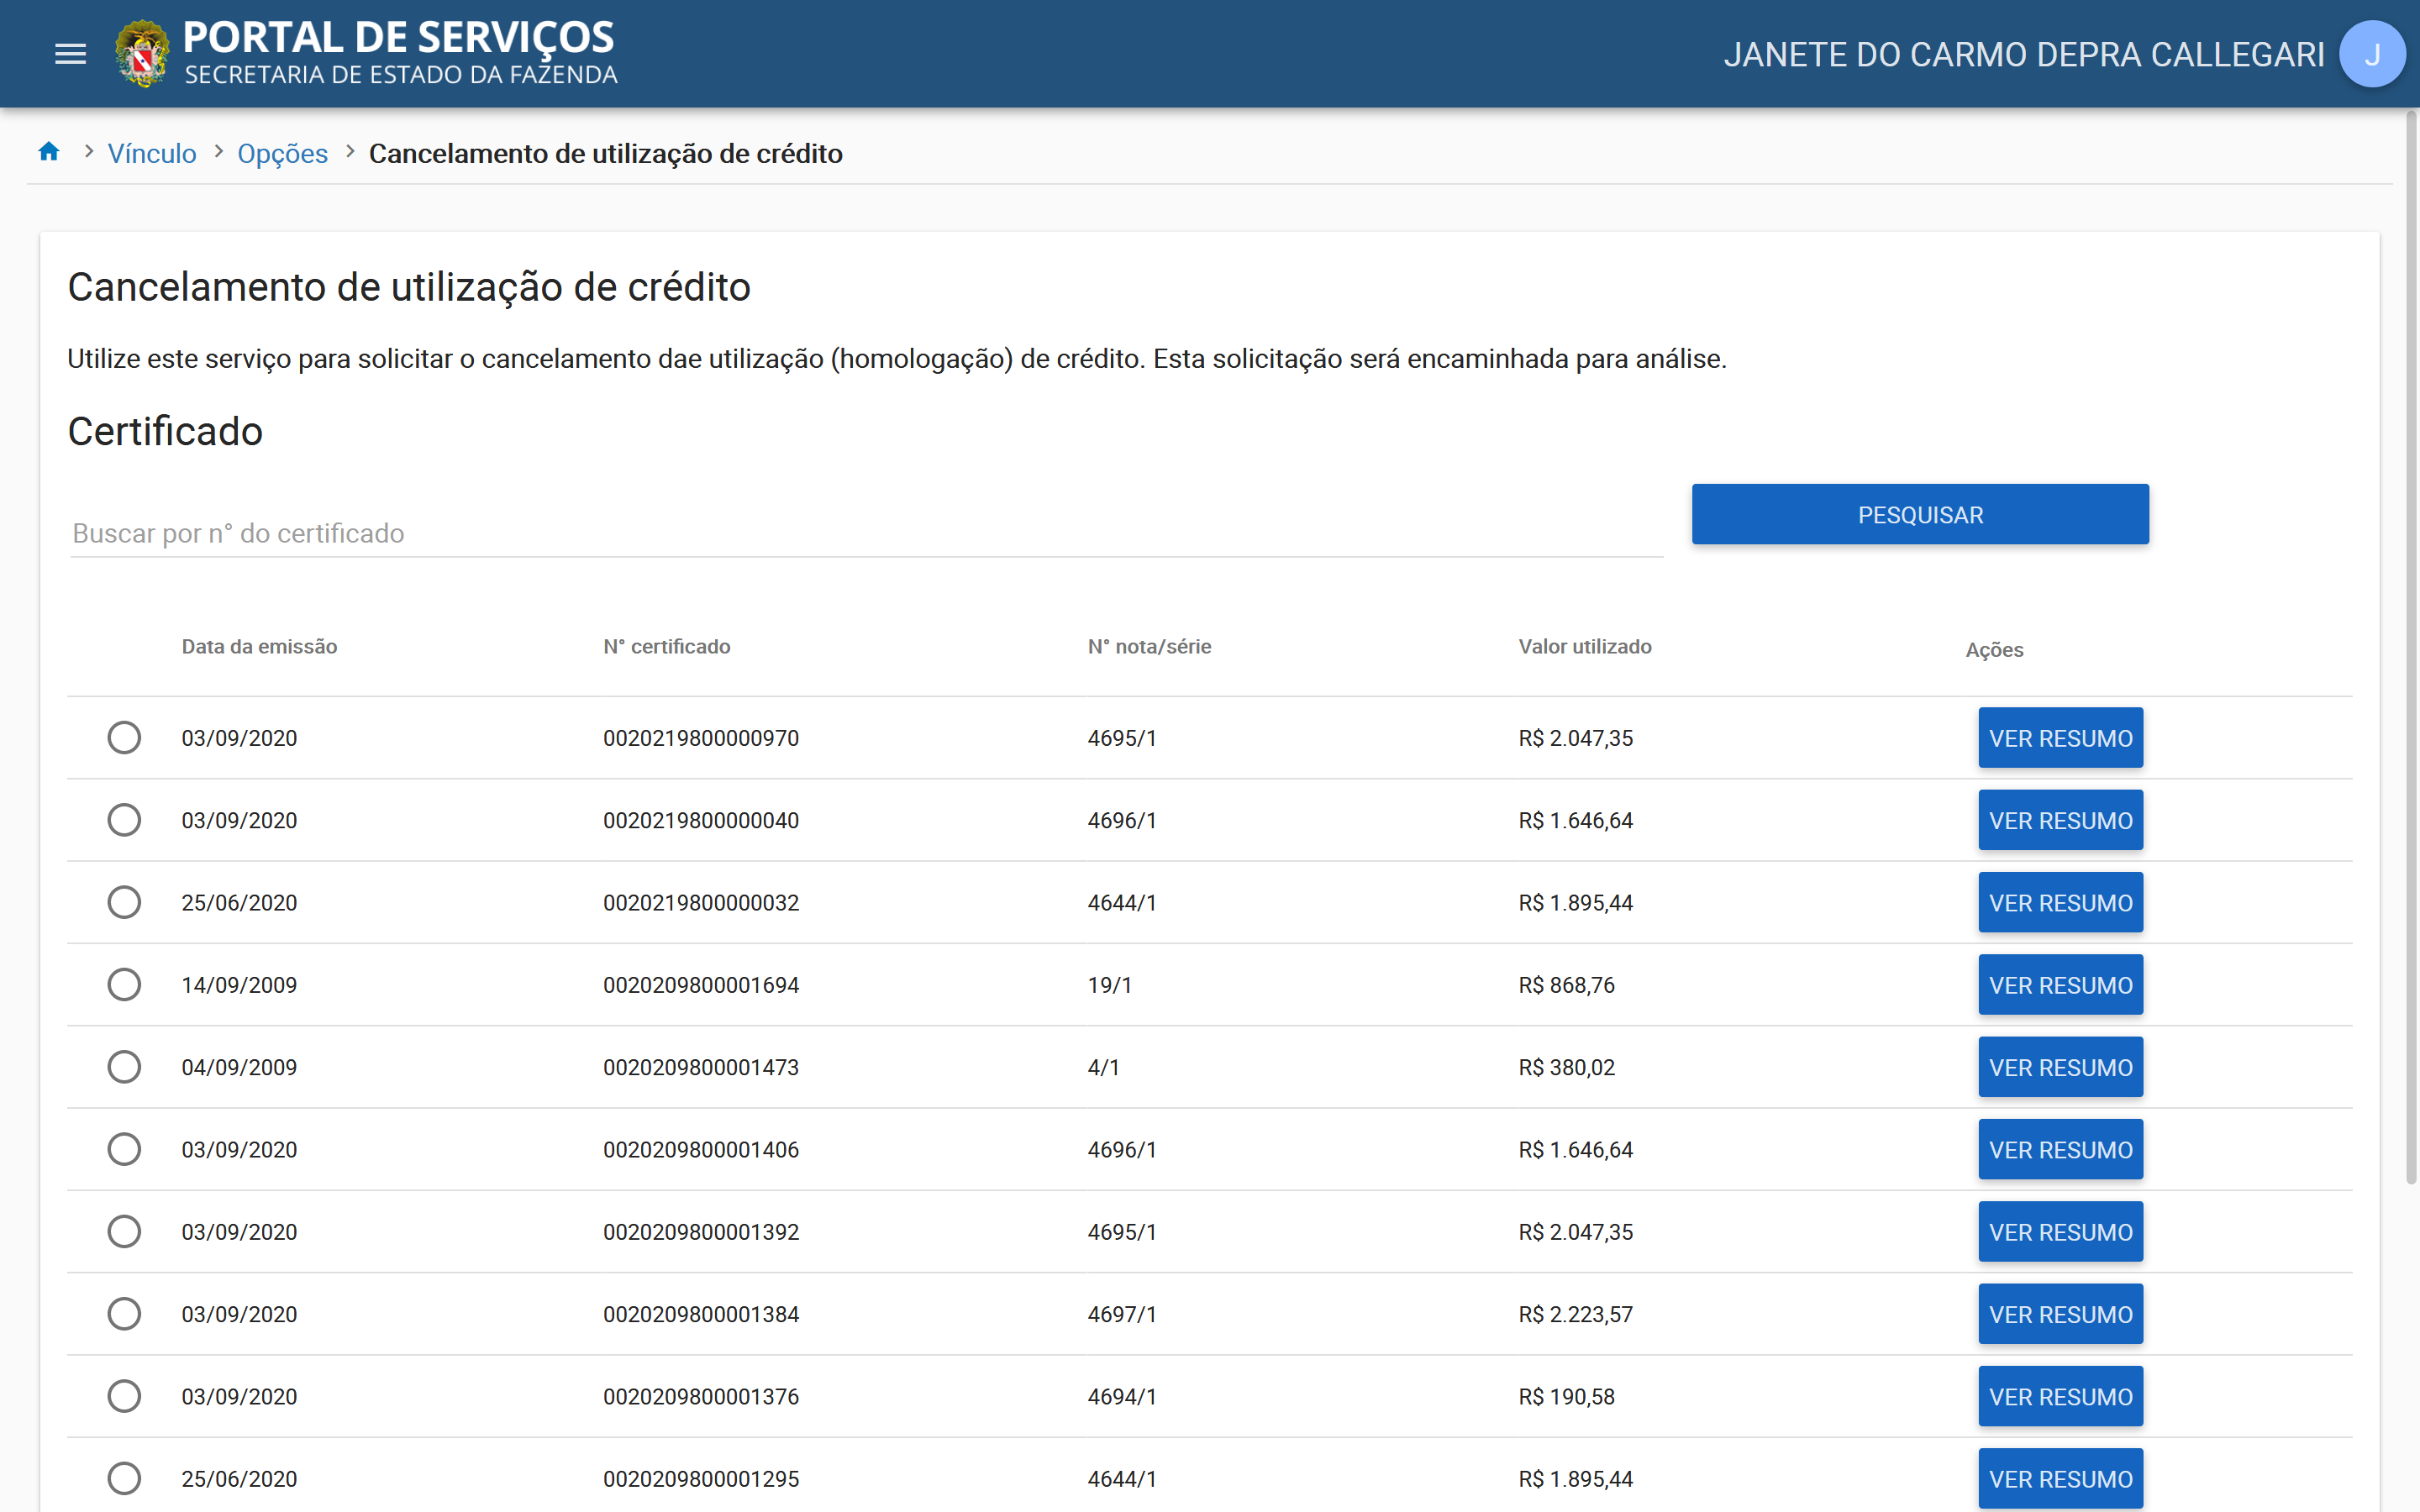 PORTAL DE SERVIÇOS
SECRETARIA DE ESTADO DA FAZENDA
JANETE DO CARMO DEPRA CALLEGARI J
Vínculo Opções Cancelamento de utilização de crédito
Cancelamento de utilização de crédito
Utilize este serviço para solicitar o cancelamento dae utilização (homologação) de crédito. Esta solicitação será encaminhada para análise.
Certificado
Buscar por n° do certificado
PESQUISAR
Data da emissão N° certificado N° nota/série Valor utilizado Ações
03/09/2020 0020219800000970 4695/1 R$ 2.047,35 VER RESUMO
03/09/2020 0020219800000040 4696/1 R$ 1.646,64 VER RESUMO
25/06/2020 0020219800000032 4644/1 R$ 1.895,44 VER RESUMO
14/09/2009 0020209800001694 19/1 R$ 868,76 VER RESUMO
04/09/2009 0020209800001473 4/1 R$ 380,02 VER RESUMO
03/09/2020 0020209800001406 4696/1 R$ 1.646,64 VER RESUMO
03/09/2020 0020209800001392 4695/1 R$ 2.047,35 VER RESUMO
03/09/2020 0020209800001384 4697/1 R$ 2.223,57 VER RESUMO
03/09/2020 0020209800001376 4694/1 R$ 190,58 VER RESUMO
25/06/2020 0020209800001295 4644/1 R$ 1.895,44 VER RESUMO